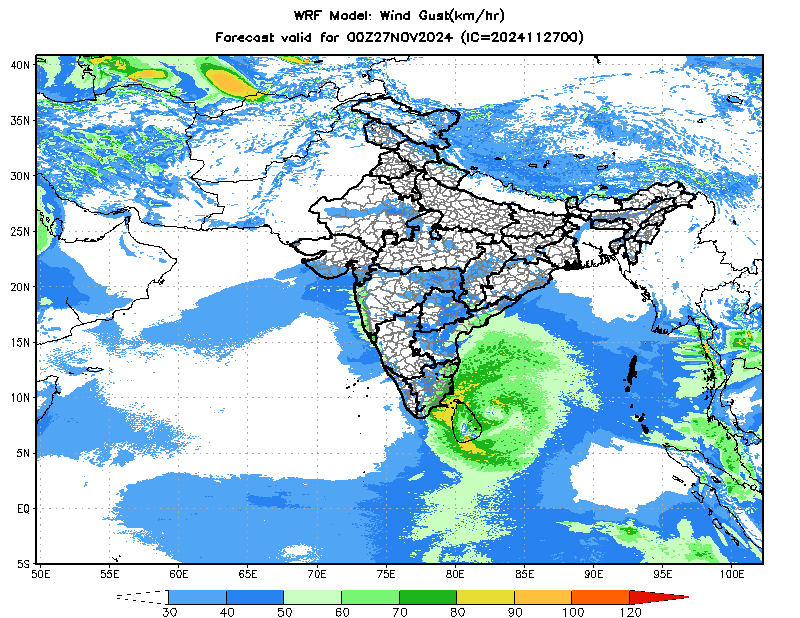 WRF Model: Wind Gust(km/hr)
Forecast valid for 00Z27NOV2024 (IC=2024112700)
40N
35N
30N
25N
20N
15N
10N
5N
EQ
5S
50E 55E 60E 65E 70E 75E 80E 85E 90E 95E 100E
30 40 50 60 70 80 90 100 120